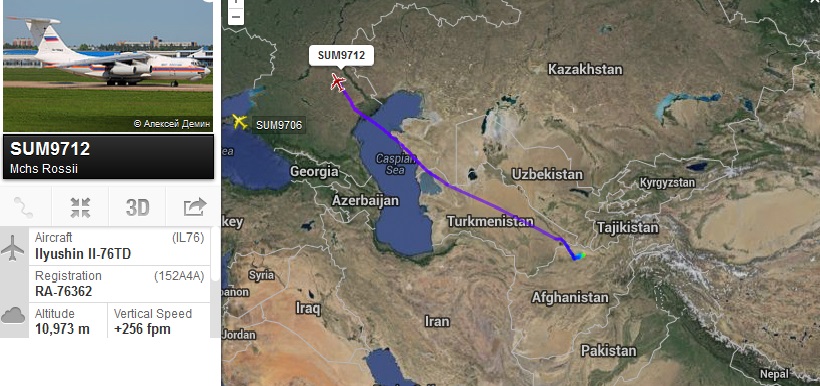 © Алексей Демин
SUM9712
Mchs Rossii
3D
Aircraft (IL76)
Ilyushin Il-76TD
Registration (152A4A)
RA-76362
Altitude
10,973 m
Vertical Speed
+256 fpm
SUM9712
SUM9706
Kazakhstan
ea
Caspian
Sea
Georgia
Azerbaijan
Uzbekistan
Kyrgyzstan
Turkmenistan
Tajikistan
key
Syria
anon
Iraq
Iran
Afghanistan
Jordan
Pakistan
Nepal